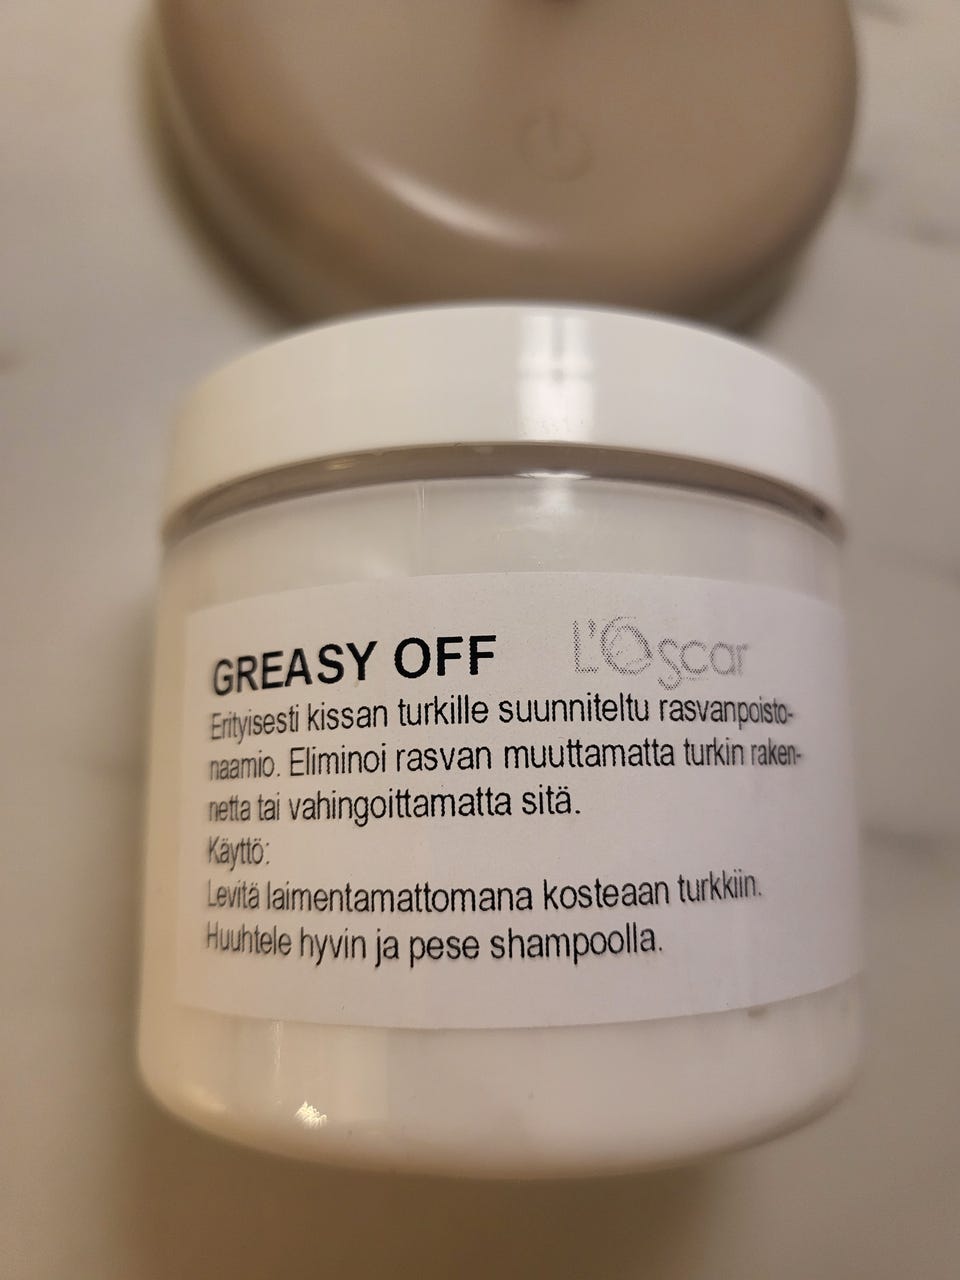 GREASY OFF L'Oscar
Erityisesti kissan turkille suunniteltu rasvanpoisto-
naamio. Eliminoi rasvan muuttamatta turkin raken-
netta tai vahingoittamatta sitä.
Käyttö:
Levitä laimentamattomana kosteaan turkkiin.
Huuhtele hyvin ja pese shampoolla.